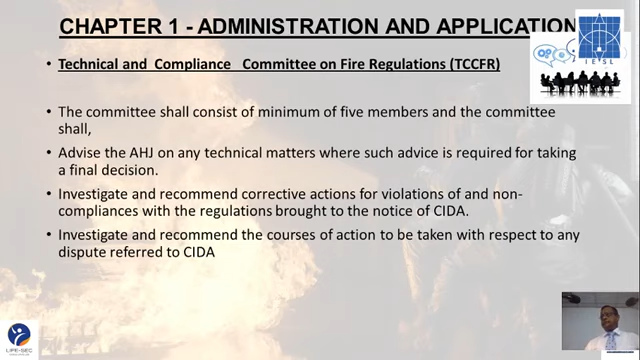 CHAPTER 1 - ADMINISTRATION AND APPLICATION
• Technical and Compliance Committee on Fire Regulations (TCCFR)
• The committee shall consist of minimum of five members and the committee
shall,
• Advise the AHJ on any technical matters where such advice is required for taking
a final decision.
• Investigate and recommend corrective actions for violations of and non-
compliances with the regulations brought to the notice of CIDA.
• Investigate and recommend the courses of action to be taken with respect to any
dispute referred to CIDA
IESL
LIFE-SEC